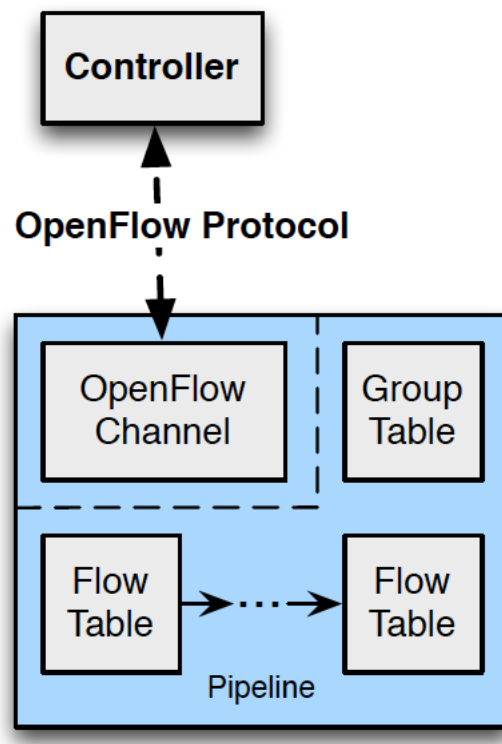 Controller
OpenFlow Protocol
OpenFlow
Channel
Group
Table
Flow
Table
...
Flow
Table
Pipeline